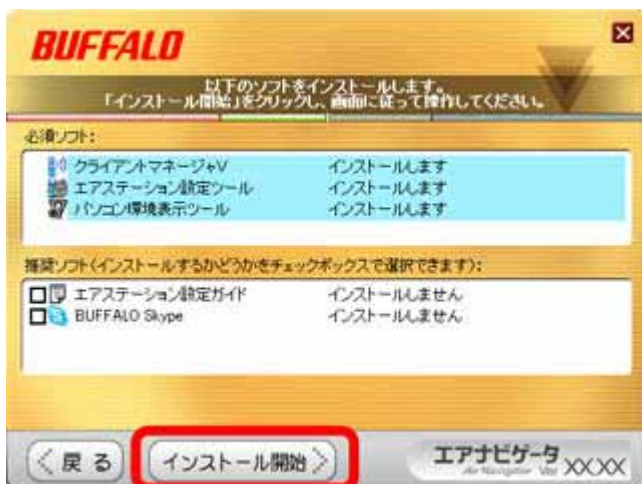 BUFFALO
以下のソフトをインストールします。
「インストール開始」をクリックし、画面に従って操作してください。
必須ソフト:
クライアントマネージャV インストールします
エアステーション設定ツール インストールします
パソコン環境表示ツール インストールします
推奨ソフト(インストールするかどうかをチェックボックスで選択できます):
エアステーション設定ガイド インストールしません
BUFFALO Skype インストールしません
戻る
インストール開始
エアナビゲータ
Air Navigator Ver XX.XX